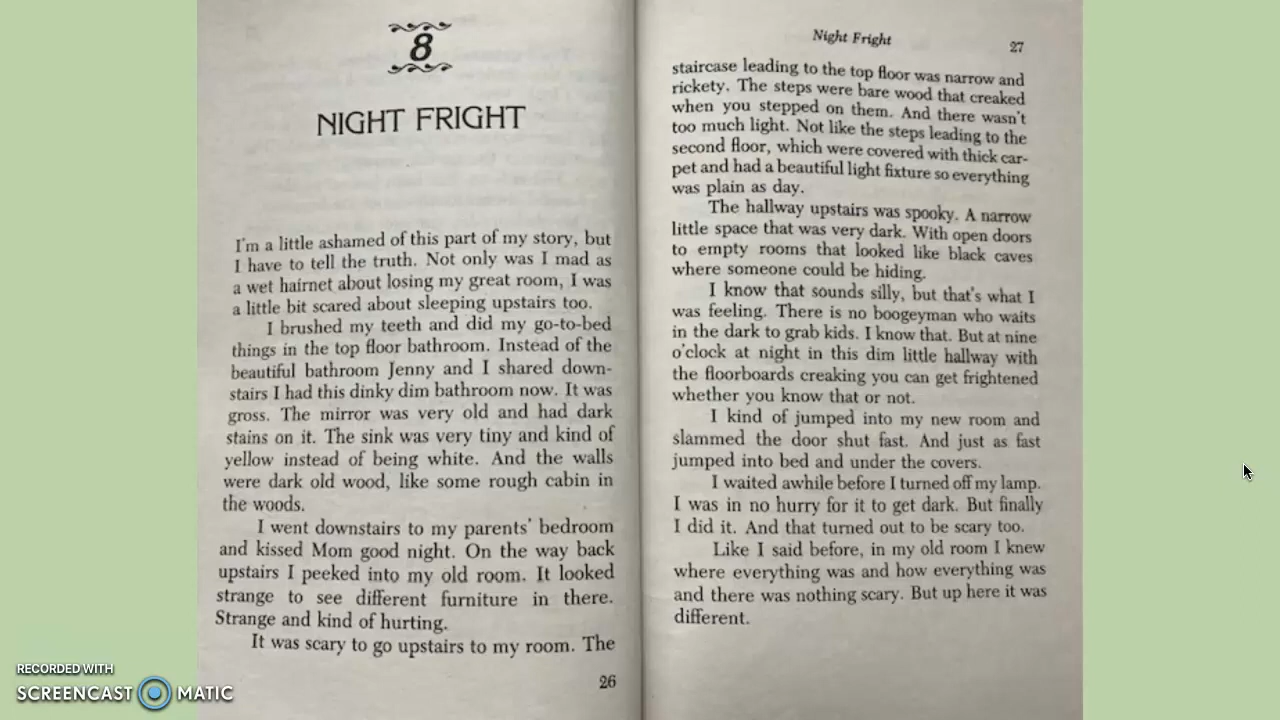 8
NIGHT FRIGHT
I'm a little ashamed of this part of my story, but
I have to tell the truth. Not only was I mad as
a wet hairnet about losing my great room, I was
a little bit scared about sleeping upstairs too.
I brushed my teeth and did my go-to-bed
things in the top floor bathroom. Instead of the
beautiful bathroom Jenny and I shared down-
stairs I had this dinky dim bathroom now. It was
gross. The mirror was very old and had dark
stains on it. The sink was very tiny and kind of
yellow instead of being white. And the walls
were dark old wood, like some rough cabin in
the woods.
I went downstairs to my parents' bedroom
and kissed Mom good night. On the way back
upstairs I peeked into my old room. It looked
strange to see different furniture in there.
Strange and kind of hurting.
It was scary to go upstairs to my room. The
26
Night Fright
27
staircase leading to the top floor was narrow and
rickety. The steps were bare wood that creaked
when you stepped on them. And there wasn't
too much light. Not like the steps leading to the
second floor, which were covered with thick car-
pet and had a beautiful light fixture so everything
was plain as day.
The hallway upstairs was spooky. A narrow
little space that was very dark. With open doors
to empty rooms that looked like black caves
where someone could be hiding.
I know that sounds silly, but that's what I
was feeling. There is no boogeyman who waits
in the dark to grab kids. I know that. But at nine
o'clock at night in this dim little hallway with
the floorboards creaking you can get frightened
whether you know that or not.
I kind of jumped into my new room and
slammed the door shut fast. And just as fast
jumped into bed and under the covers.
I waited awhile before I turned off my lamp.
I was in no hurry for it to get dark. But finally
I did it. And that turned out to be scary too.
Like I said before, in my old room I knew
where everything was and how everything was
and there was nothing scary. But up here it was
different.
RECORDED WITH
SCREENCAST MATIC